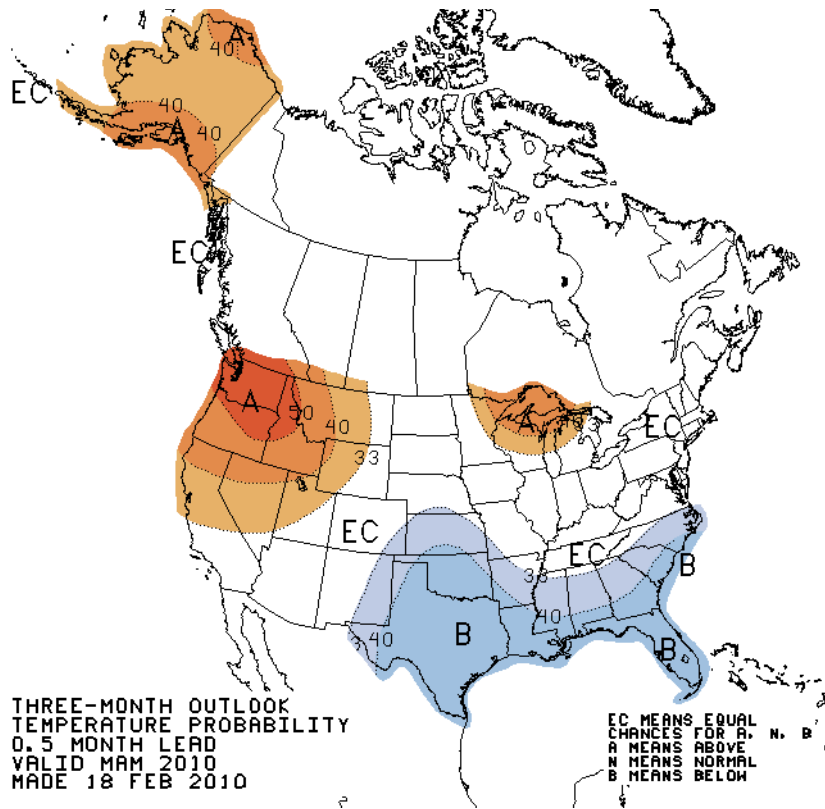 A
40
EC
40
A
40
EC
A
50
40
33
A
EC
EC
EC
33
40
B
B
40
B
THREE-MONTH OUTLOOK
TEMPERATURE PROBABILITY
0.5 MONTH LEAD
VALID MAM 2010
MADE 18 FEB 2010
EC MEANS EQUAL
CHANCES FOR A, N, B
A MEANS ABOVE
N MEANS NORMAL
B MEANS BELOW